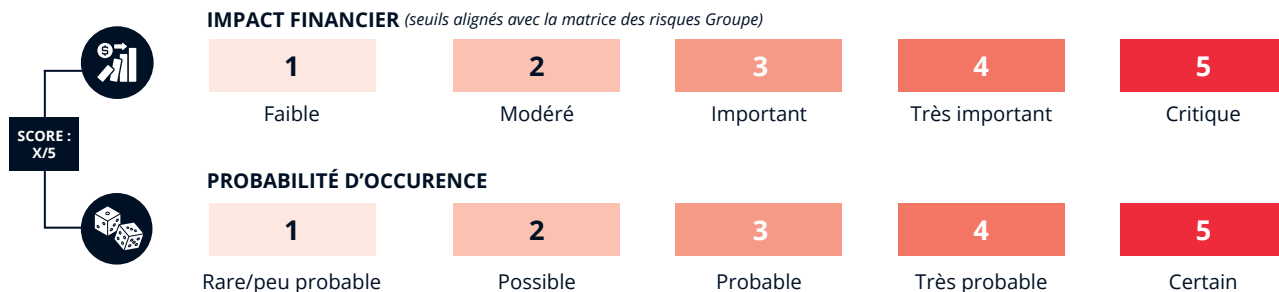 IMPACT FINANCIER (seuils alignés avec la matrice des risques Groupe)
1 2 3 4 5
Faible Modéré Important Très important Critique
SCORE :
X/5
PROBABILITÉ D’OCCURENCE
1 2 3 4 5
Rare/peu probable Possible Probable Très probable Certain